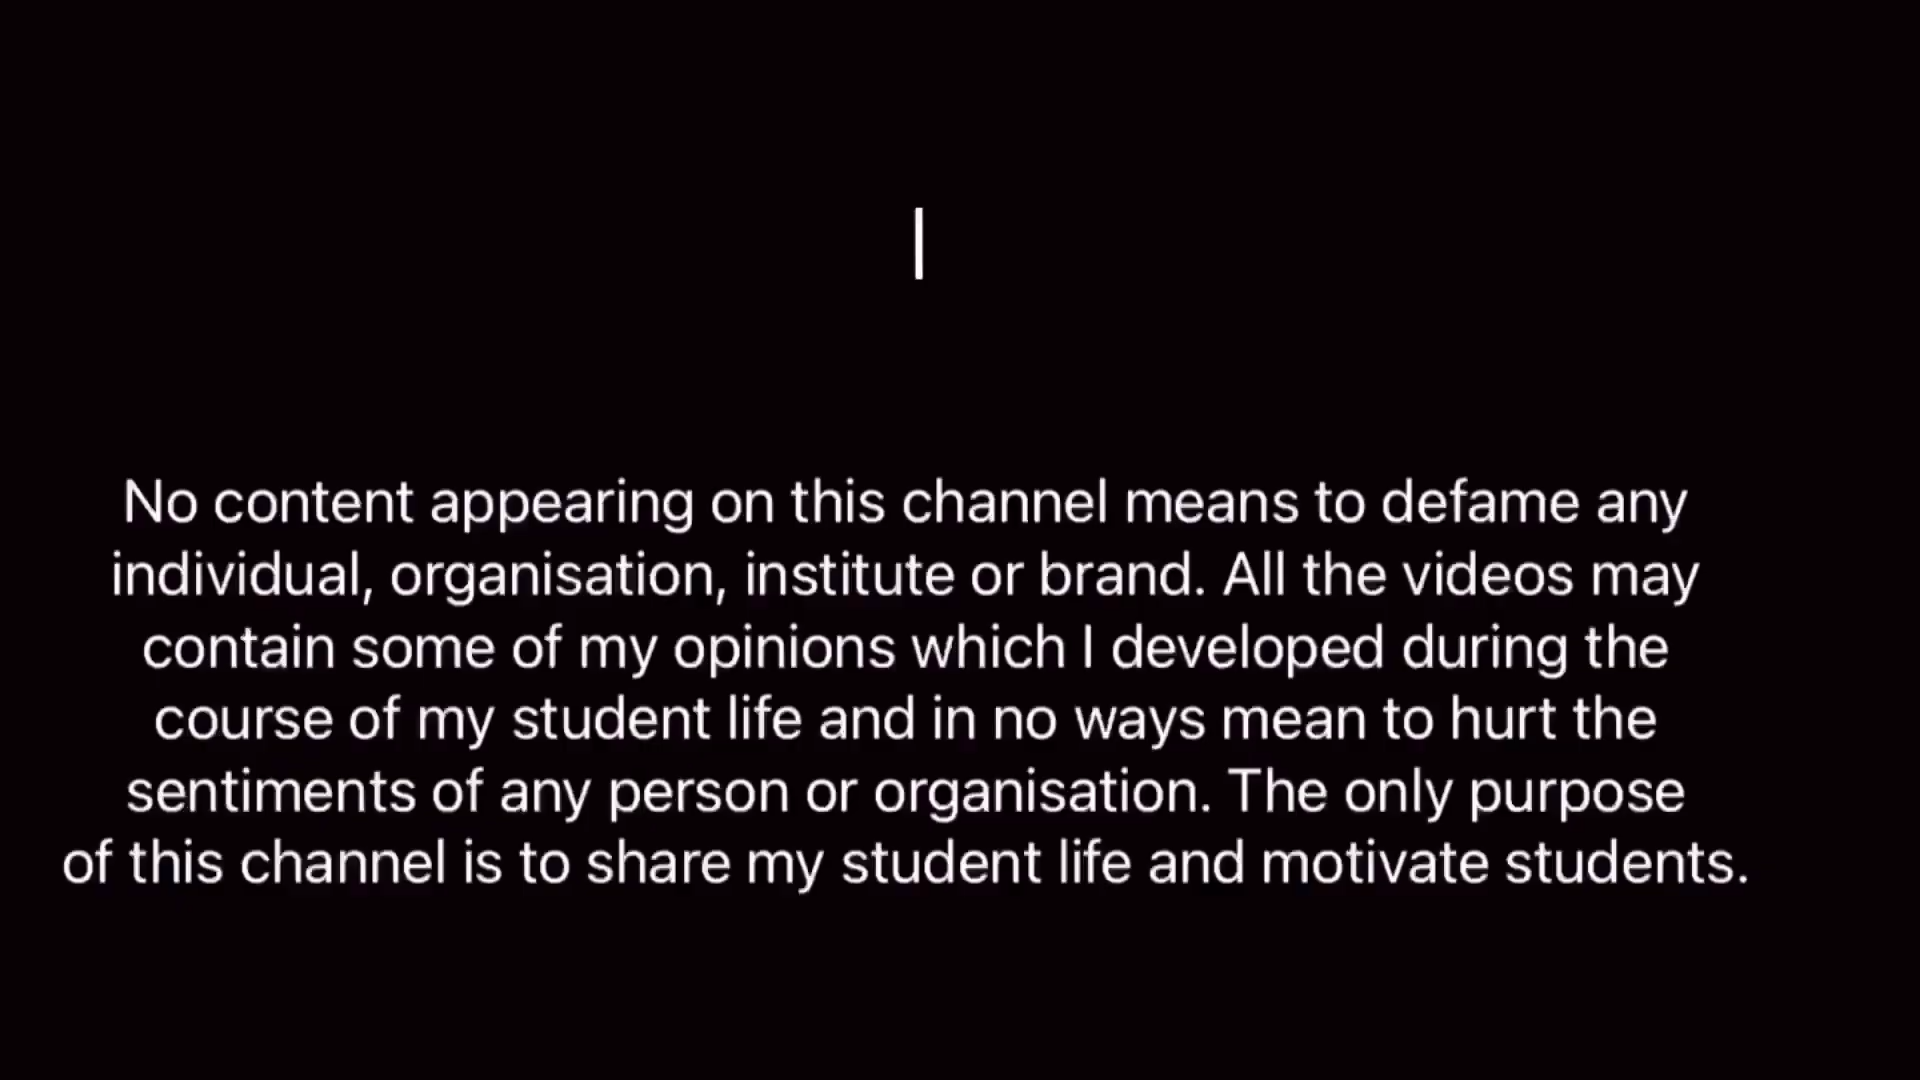 No content appearing on this channel means to defame any
individual, organisation, institute or brand. All the videos may
contain some of my opinions which I developed during the
course of my student life and in no ways mean to hurt the
sentiments of any person or organisation. The only purpose
of this channel is to share my student life and motivate students.